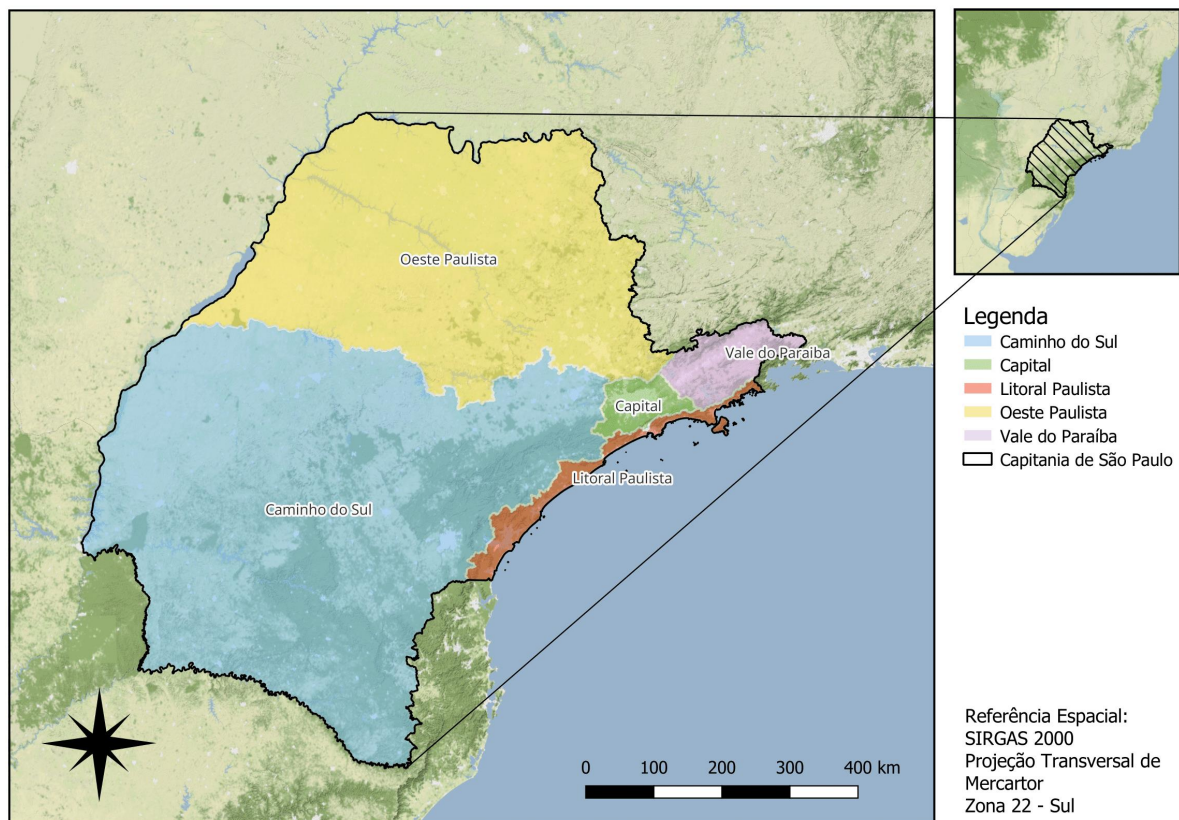 Oeste Paulista
Vale do Paraiba
Capital
Litoral Paulista
Caminho do Sul
0 100 200 300 400 km
Legenda
Caminho do Sul
Capital
Litoral Paulista
Oeste Paulista
Vale do Paraíba
Capitania de São Paulo
Referência Espacial:
SIRGAS 2000
Projeção Transversal de
Mercartor
Zona 22 - Sul